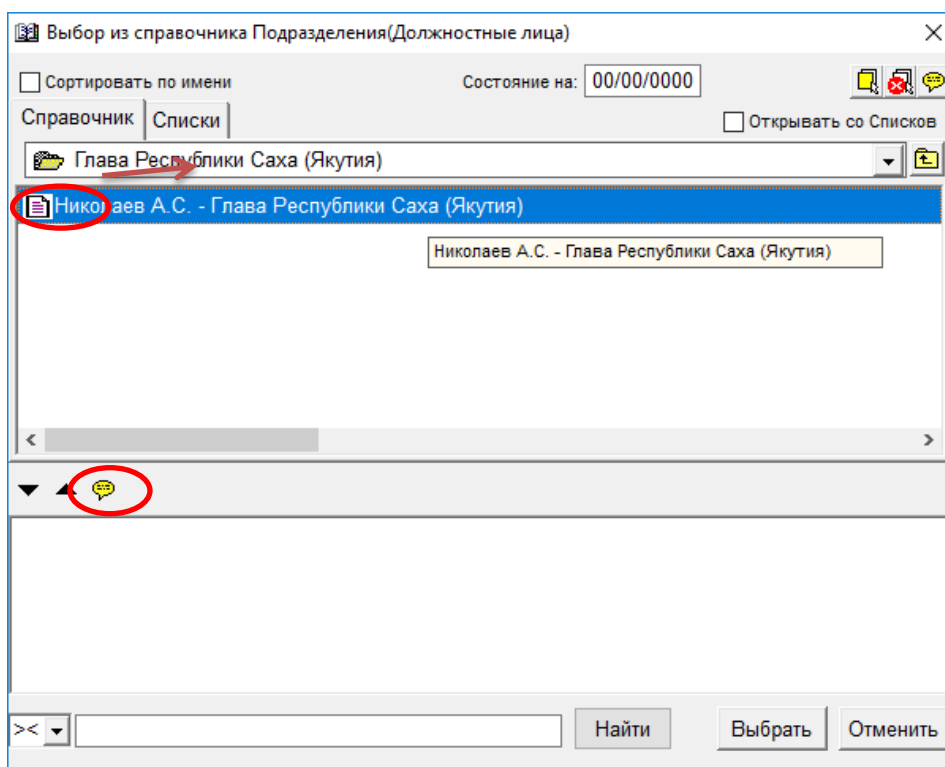 Выбор из справочника Подразделения(Должностные лица)
Сортировать по имени Состояние на: 00/00/0000
Справочник Списки Открывать со Списков
Глава Республики Саха (Якутия)
Николаев А.С. - Глава Республики Саха (Якутия)
Николаев А.С. - Глава Республики Саха (Якутия)
>< Найти Выбрать Отменить